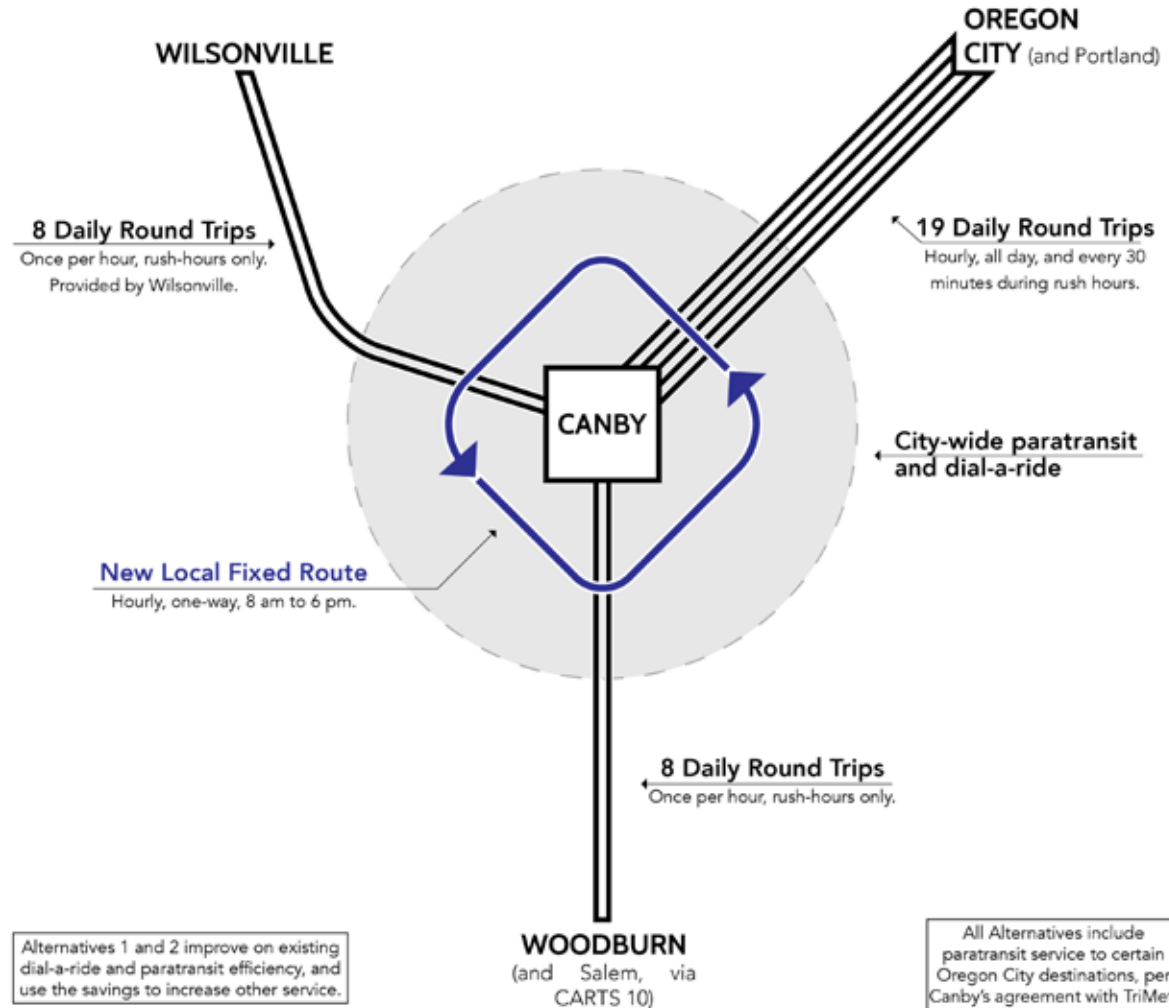 WILSONVILLE
OREGON
CITY (and Portland)
8 Daily Round Trips
Once per hour, rush-hours only.
Provided by Wilsonville.
19 Daily Round Trips
Hourly, all day, and every 30
minutes during rush hours.
CANBY
City-wide paratransit
and dial-a-ride
New Local Fixed Route
Hourly, one-way, 8 am to 6 pm.
8 Daily Round Trips
Once per hour, rush-hours only.
WOODBURN
(and Salem, via
CARTS 10)
Alternatives 1 and 2 improve on existing
dial-a-ride and paratransit efficiency, and
use the savings to increase other service.
All Alternatives include
paratransit service to certain
Oregon City destinations, per
Canby's agreement with TriMet